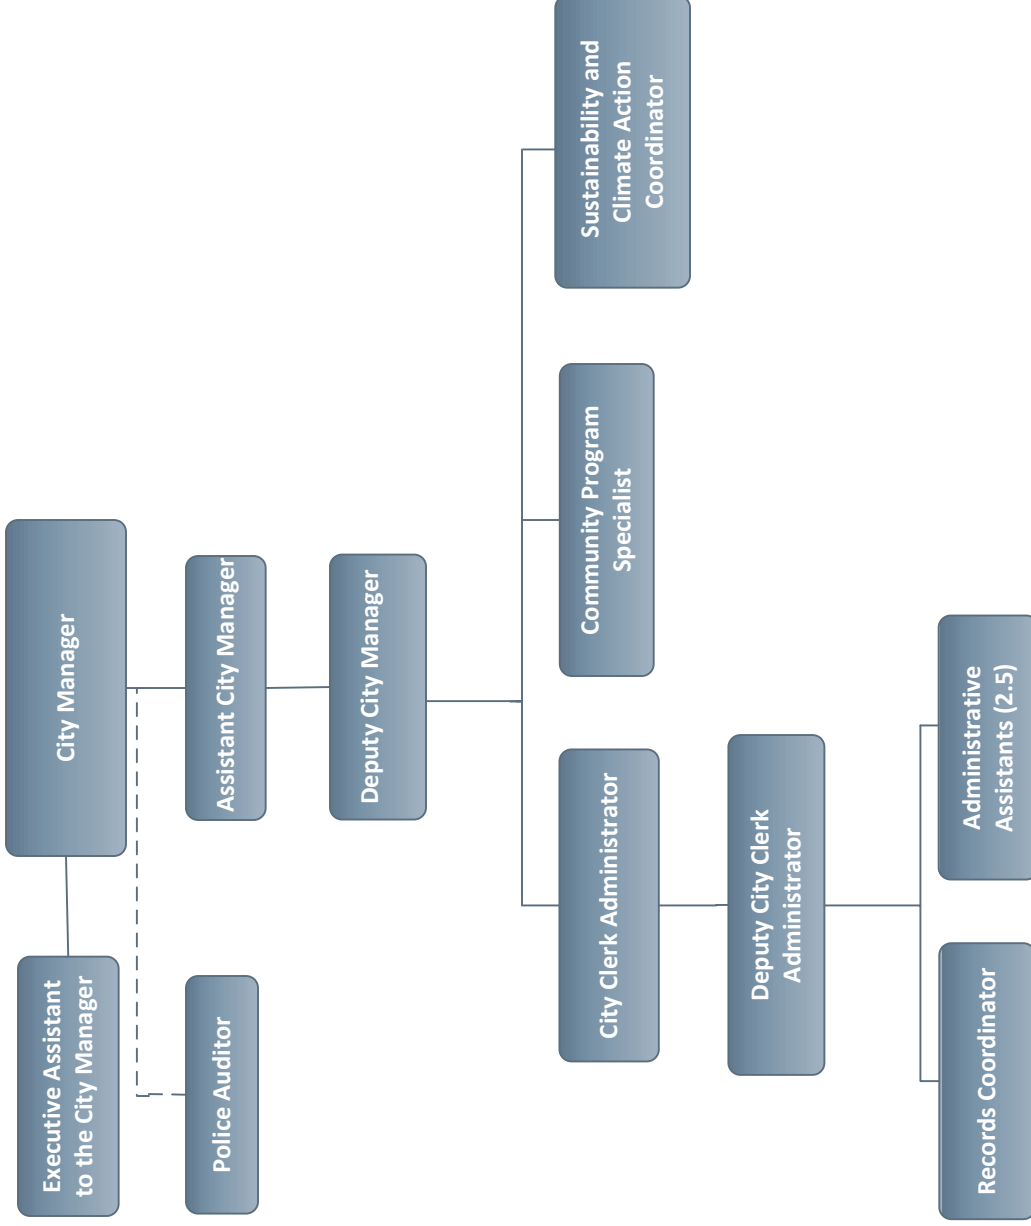 City Manager
Executive Assistant
to the City Manager
Police Auditor
Assistant City Manager
Deputy City Manager
City Clerk Administrator
Community Program
Specialist
Sustainability and
Climate Action
Coordinator
Deputy City Clerk
Administrator
Records Coordinator
Administrative
Assistants (2.5)